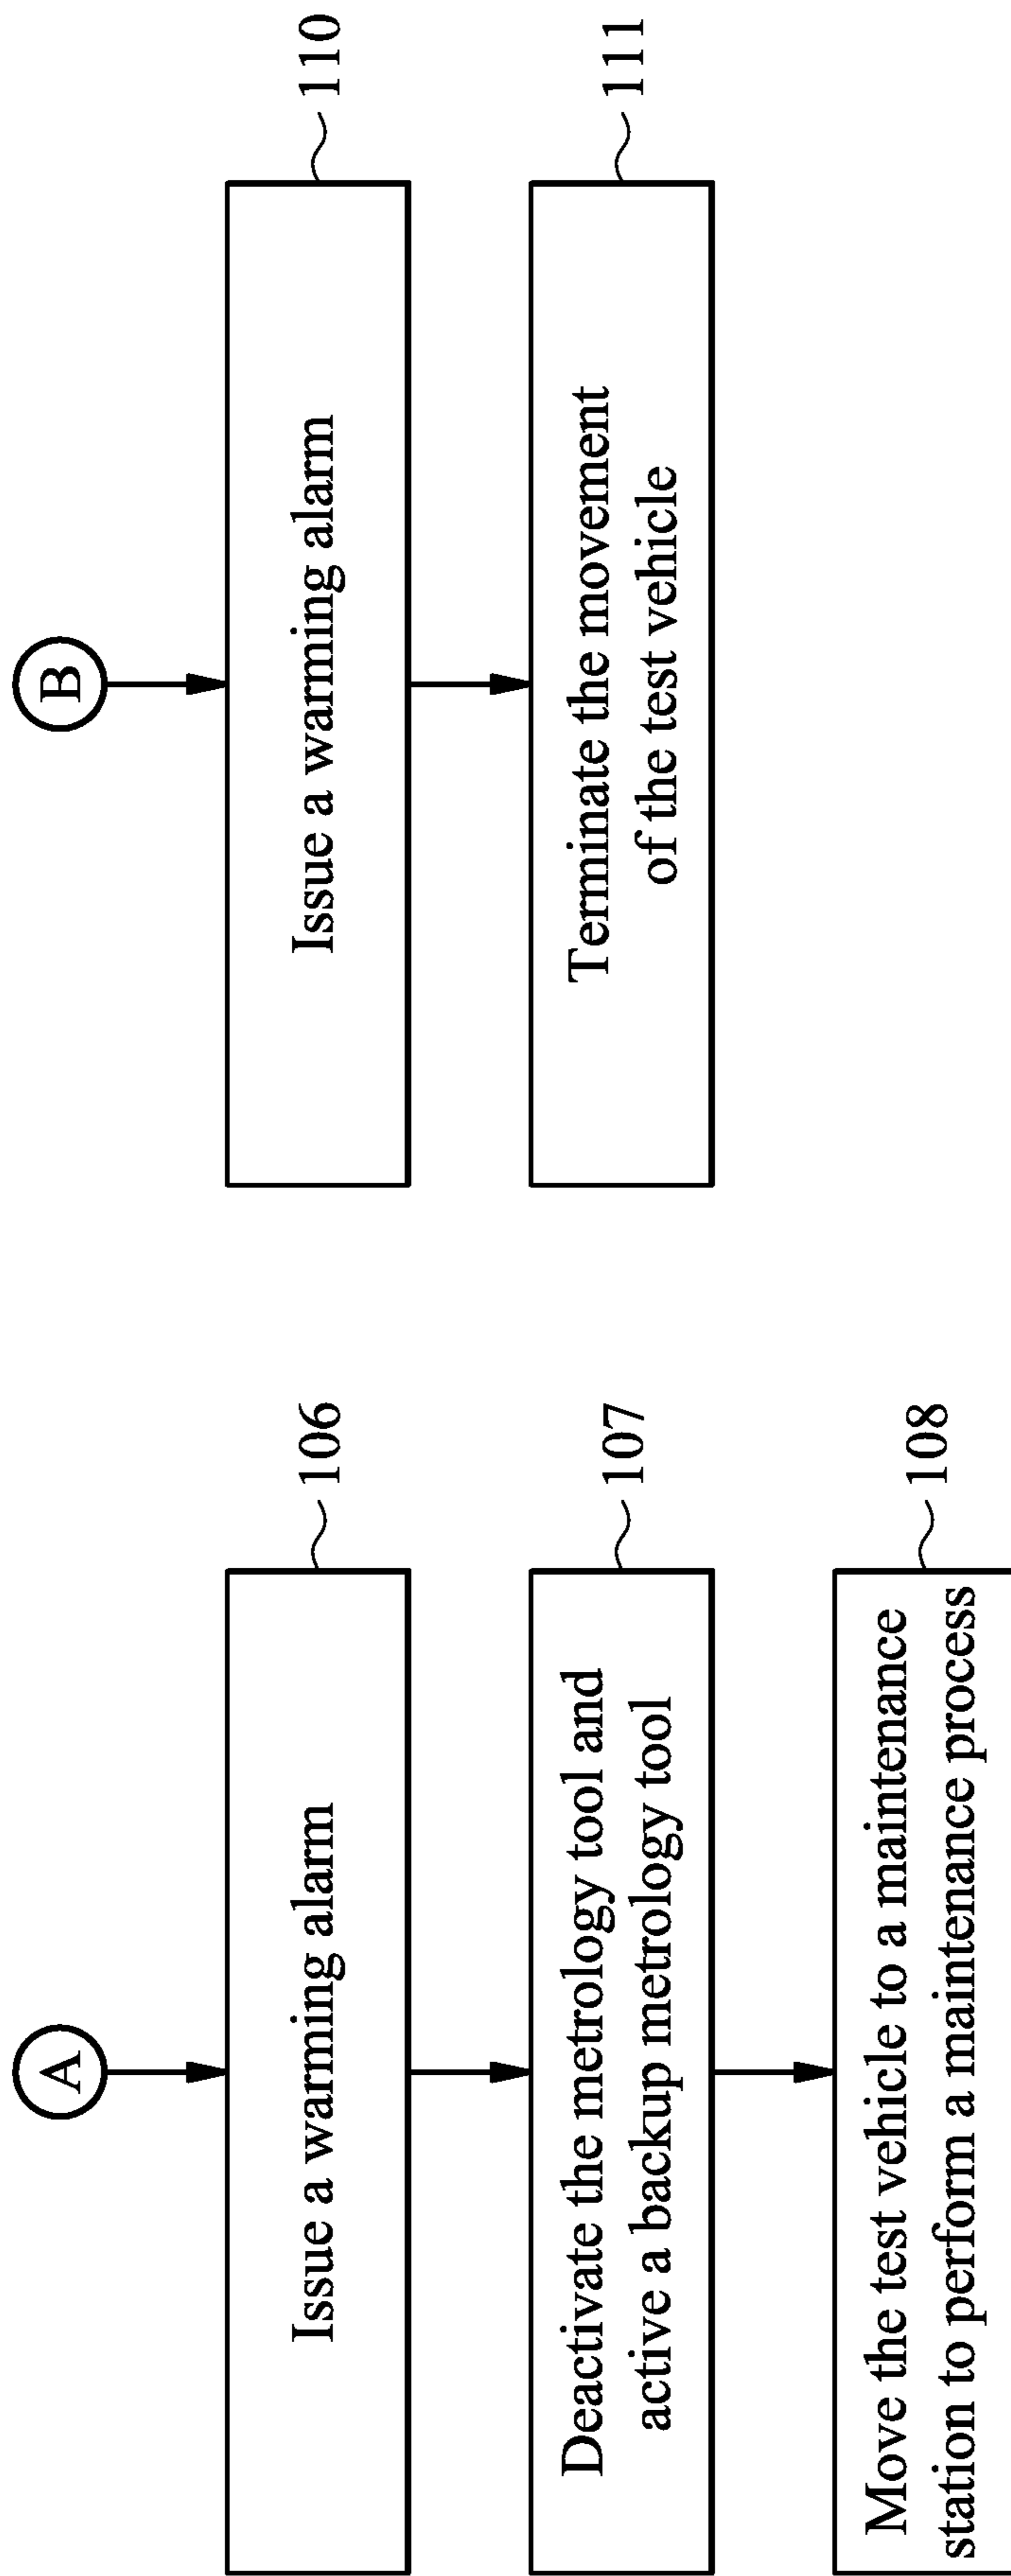 A
Issue a warming alarm
106
Deactivate the metrology tool and
active a backup metrology tool
107
Move the test vehicle to a maintenance
station to perform a maintenance process
108
B
Issue a warming alarm
110
Terminate the movement
of the test vehicle
111